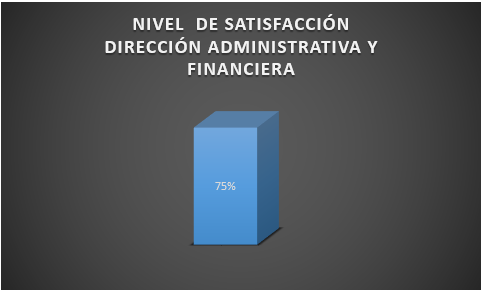 NIVEL  DE SATISFACCIÓN
DIRECCIÓN ADMINISTRATIVA Y
FINANCIERA
75%